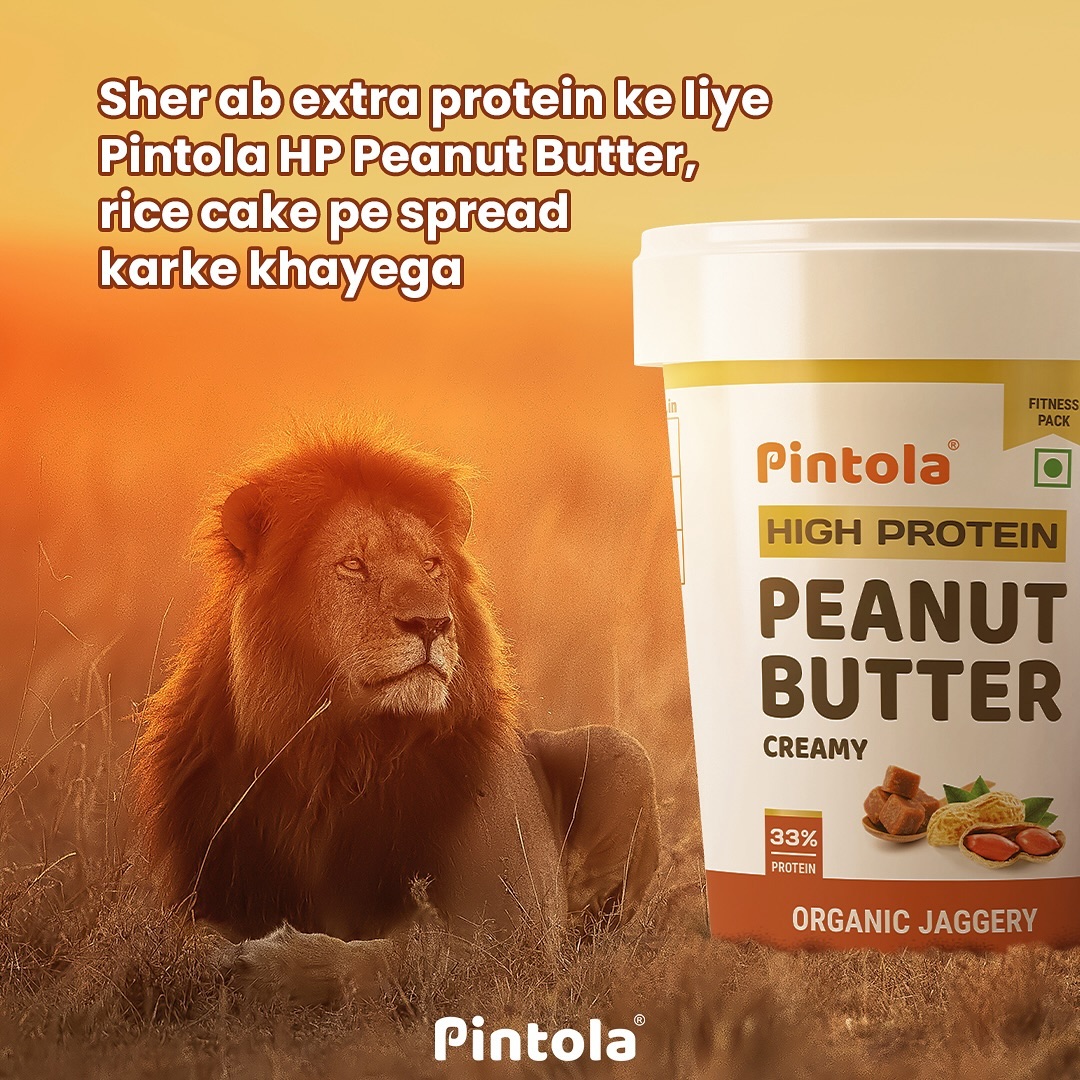 Sher ab extra protein ke liye
Pintola HP Peanut Butter,
rice cake pe spread
karke khayega
.in
FITNESS
PACK
Pintola®
HIGH PROTEIN
PEANUT
BUTTER
CREAMY
33%
PROTEIN
ORGANIC JAGGERY
Pintola®